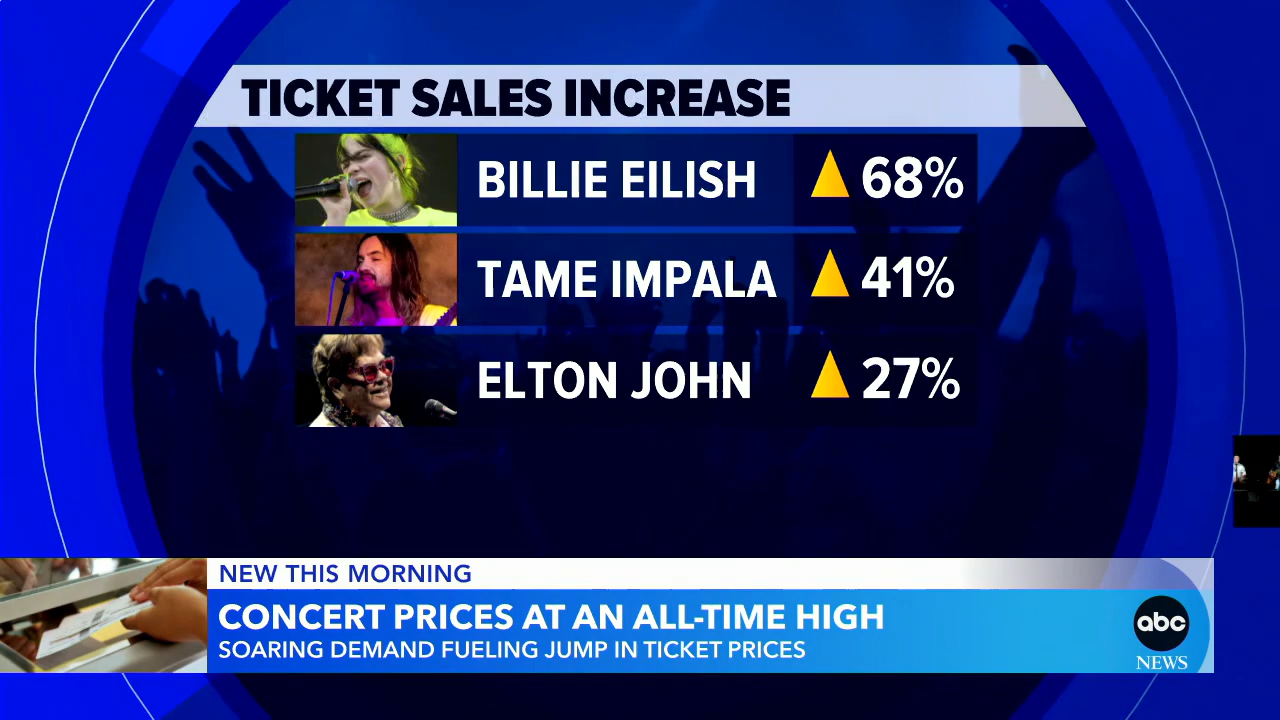 TICKET SALES INCREASE
BILLIE EILISH 68%
TAME IMPALA 41%
ELTON JOHN 27%
NEW THIS MORNING
CONCERT PRICES AT AN ALL-TIME HIGH
SOARING DEMAND FUELING JUMP IN TICKET PRICES
abc
NEWS